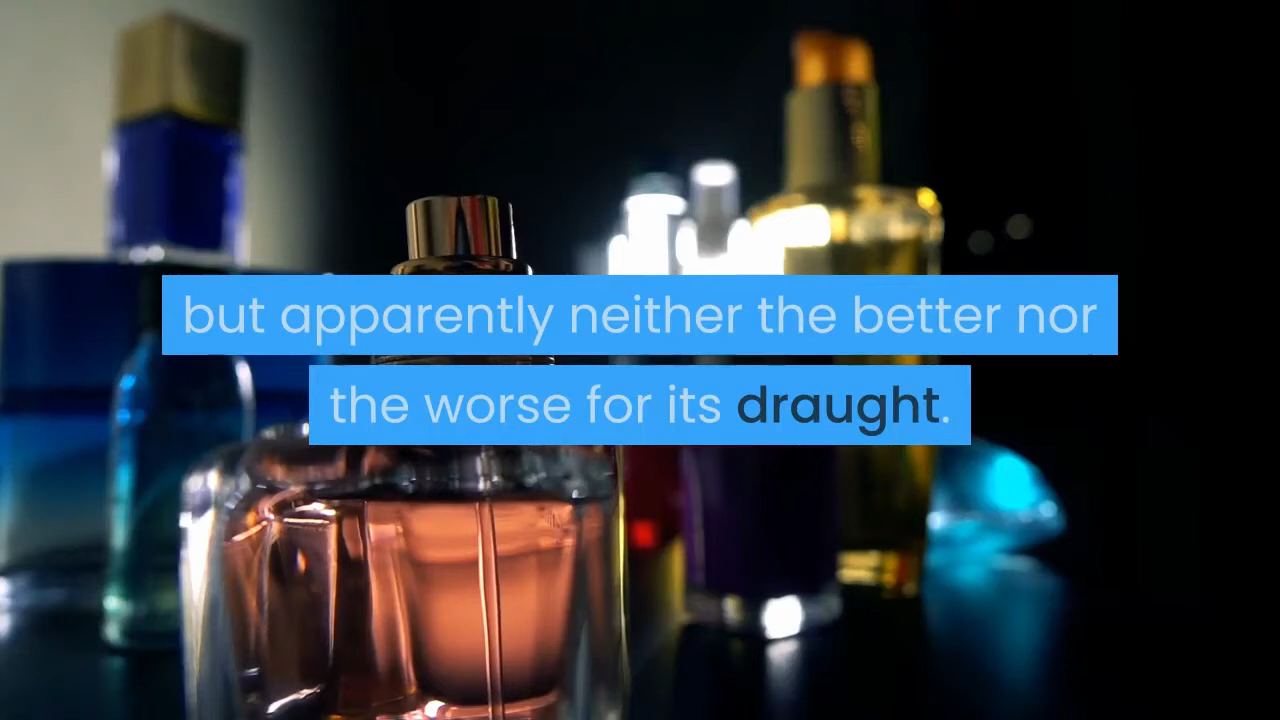 but apparently neither the better nor
the worse for its draught.